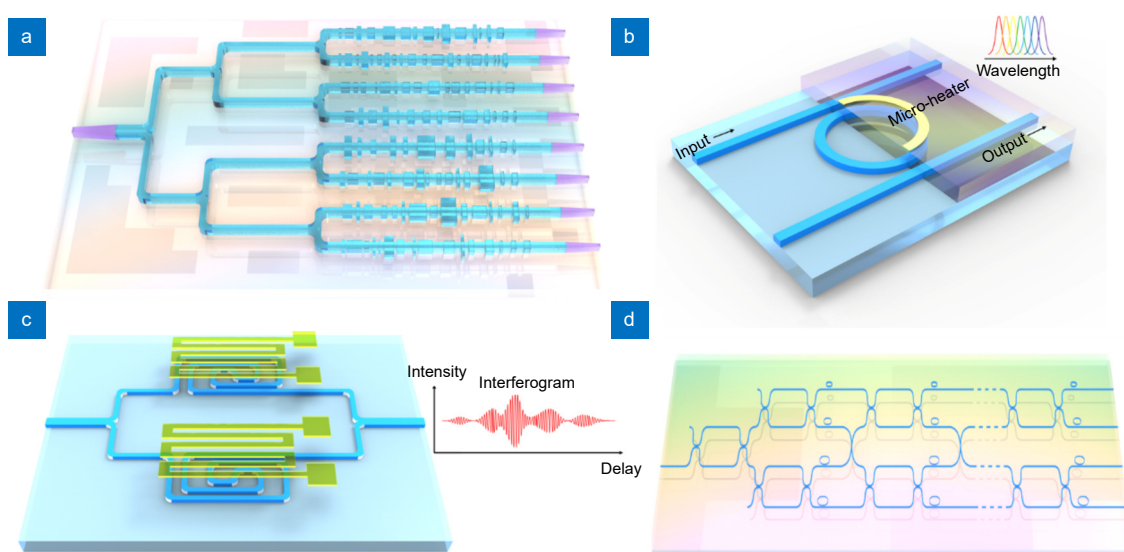 a
b
Wavelength
Micro-heater
Input
Output
c
Intensity
Interferogram
Delay
d